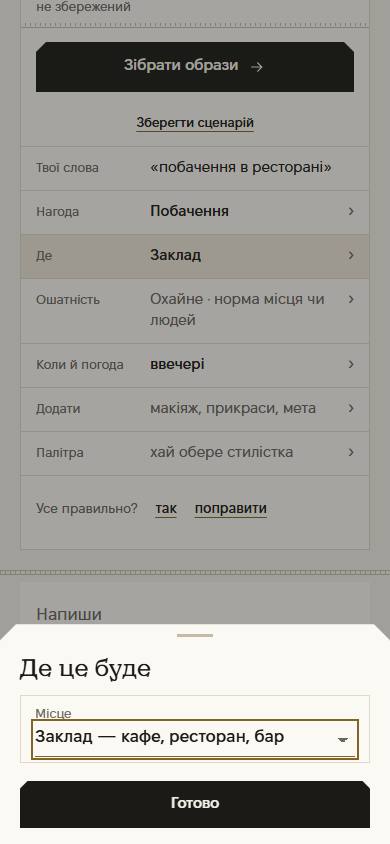 не збережений
Зібрати образи →
Зберегти сценарій
Твої слова «побачення в ресторані»
Нагода Побачення ›
Де Заклад ›
Ошатність Охайне · норма місця чи ›
людей
Коли й погода ввечері ›
Додати макіяж, прикраси, мета ›
Палітра хай обере стилістка ›
Усе правильно? так поправити
Напиши
Де це буде
Місце
Заклад — кафе, ресторан, бар
Готово